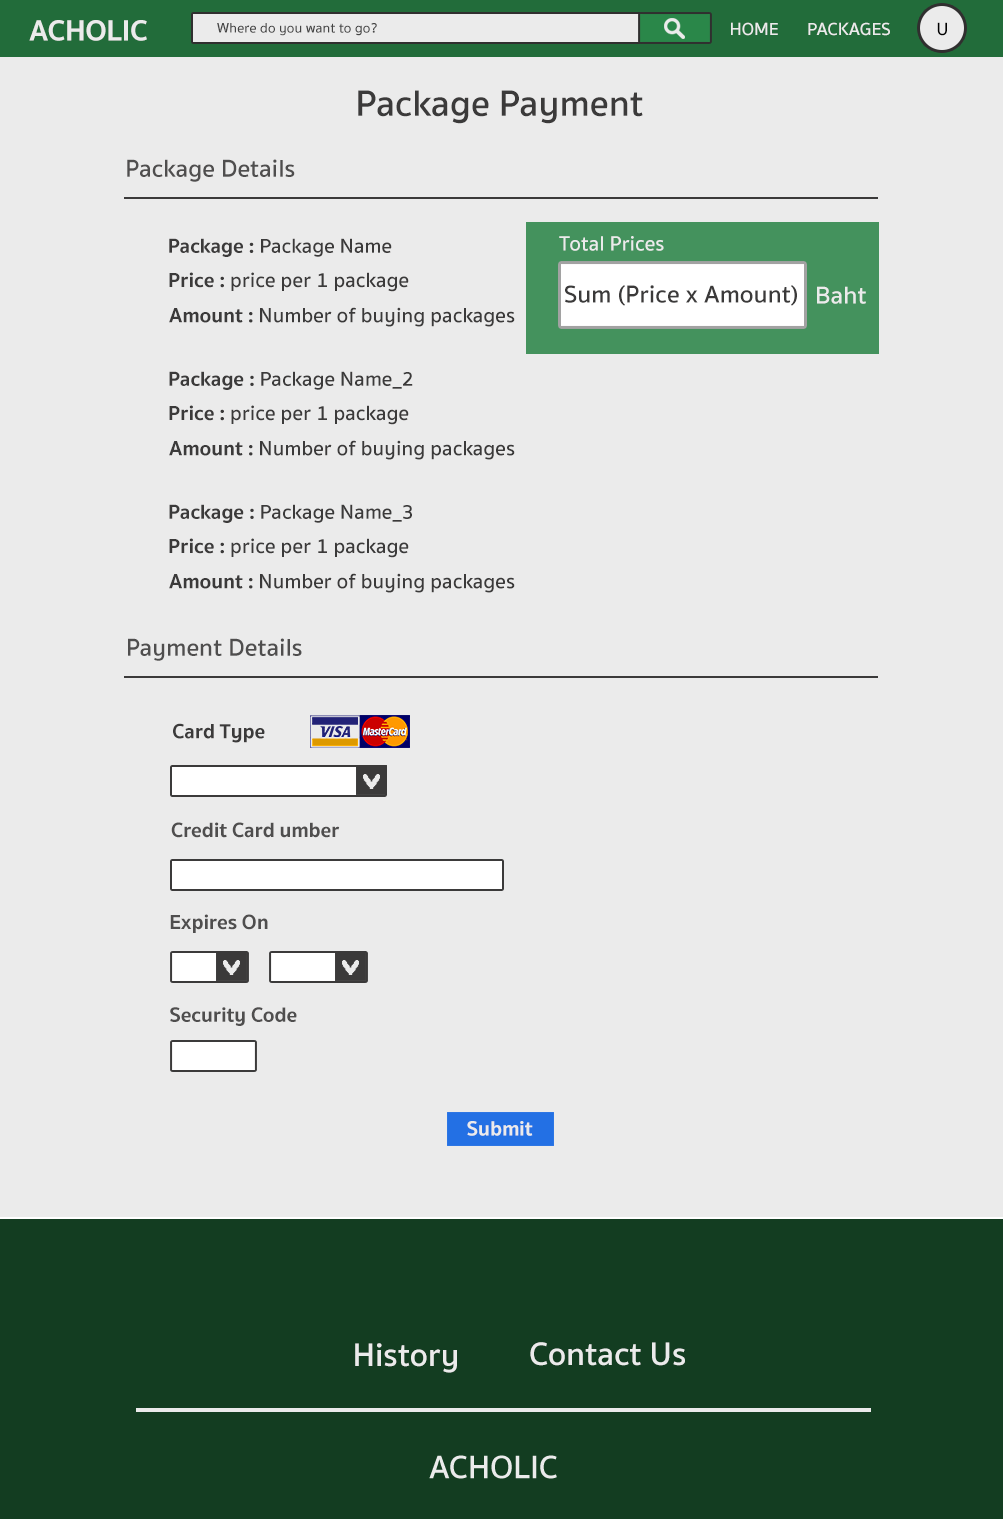 ACHOLIC
Where do you want to go?
HOME
PACKAGES
U
Package Payment
Package Details
Package : Package Name
Price : price per 1 package
Amount : Number of buying packages
Total Prices
Sum (Price x Amount)
Baht
Package : Package Name_2
Price : price per 1 package
Amount : Number of buying packages
Package : Package Name_3
Price : price per 1 package
Amount : Number of buying packages
Payment Details
Card Type
VISA
MasterCard
Credit Card umber
Expires On
Security Code
Submit
History
Contact Us
ACHOLIC